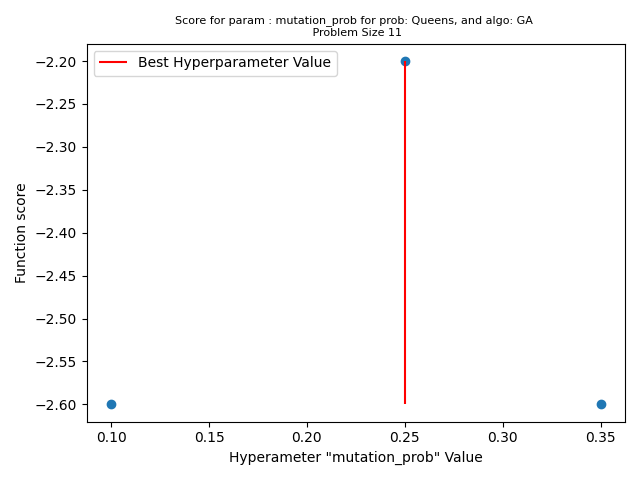 Score for param : mutation_prob for prob: Queens, and algo: GA
Problem Size 11
Best Hyperparameter Value
−2.20
−2.25
−2.30
−2.35
−2.40
−2.45
−2.50
−2.55
−2.60
Function score
0.10 0.15 0.20 0.25 0.30 0.35
Hyperameter "mutation_prob" Value